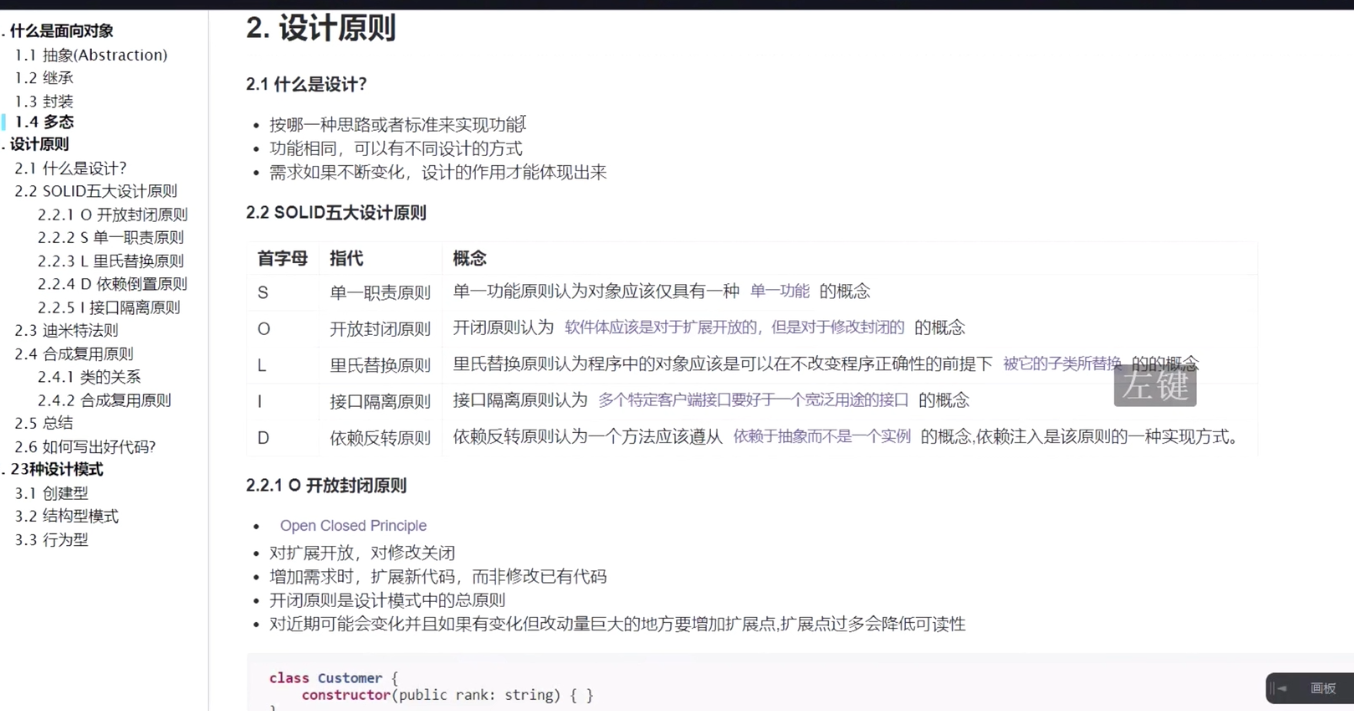 . 什么是面向对象
1.1 抽象(Abstraction)
1.2 继承
1.3 封装
1.4 多态
. 设计原则
2.1 什么是设计?
2.2 SOLID五大设计原则
2.2.1 O 开放封闭原则
2.2.2 S 单一职责原则
2.2.3 L 里氏替换原则
2.2.4 D 依赖倒置原则
2.2.5 I 接口隔离原则
2.3 迪米特法则
2.4 合成复用原则
2.4.1 类的关系
2.4.2 合成复用原则
2.5 总结
2.6 如何写出好代码?
. 23种设计模式
3.1 创建型
3.2 结构型模式
3.3 行为型
2. 设计原则
2.1 什么是设计?
• 按哪一种思路或者标准来实现功能
• 功能相同，可以有不同设计的方式
• 需求如果不断变化，设计的作用才能体现出来
2.2 SOLID五大设计原则
首字母 指代 概念
S 单一职责原则 单一功能原则认为对象应该仅具有一种 单一功能 的概念
O 开放封闭原则 开闭原则认为 软件体应该是对于扩展开放的，但是对于修改封闭的 的概念
L 里氏替换原则 里氏替换原则认为程序中的对象应该是可以在不改变程序正确性的前提下 被它的子类所替换 的的概念
I 接口隔离原则 接口隔离原则认为 多个特定客户端接口要好于一个宽泛用途的接口 的概念
D 依赖反转原则 依赖反转原则认为一个方法应该遵从 依赖于抽象而不是一个实例 的概念,依赖注入是该原则的一种实现方式。
左键
2.2.1 O 开放封闭原则
• Open Closed Principle
• 对扩展开放，对修改关闭
• 增加需求时，扩展新代码，而非修改已有代码
• 开闭原则是设计模式中的总原则
• 对近期可能会变化并且如果有变化但改动量巨大的地方要增加扩展点,扩展点过多会降低可读性
class Customer {
constructor(public rank: string) { }
}
画板